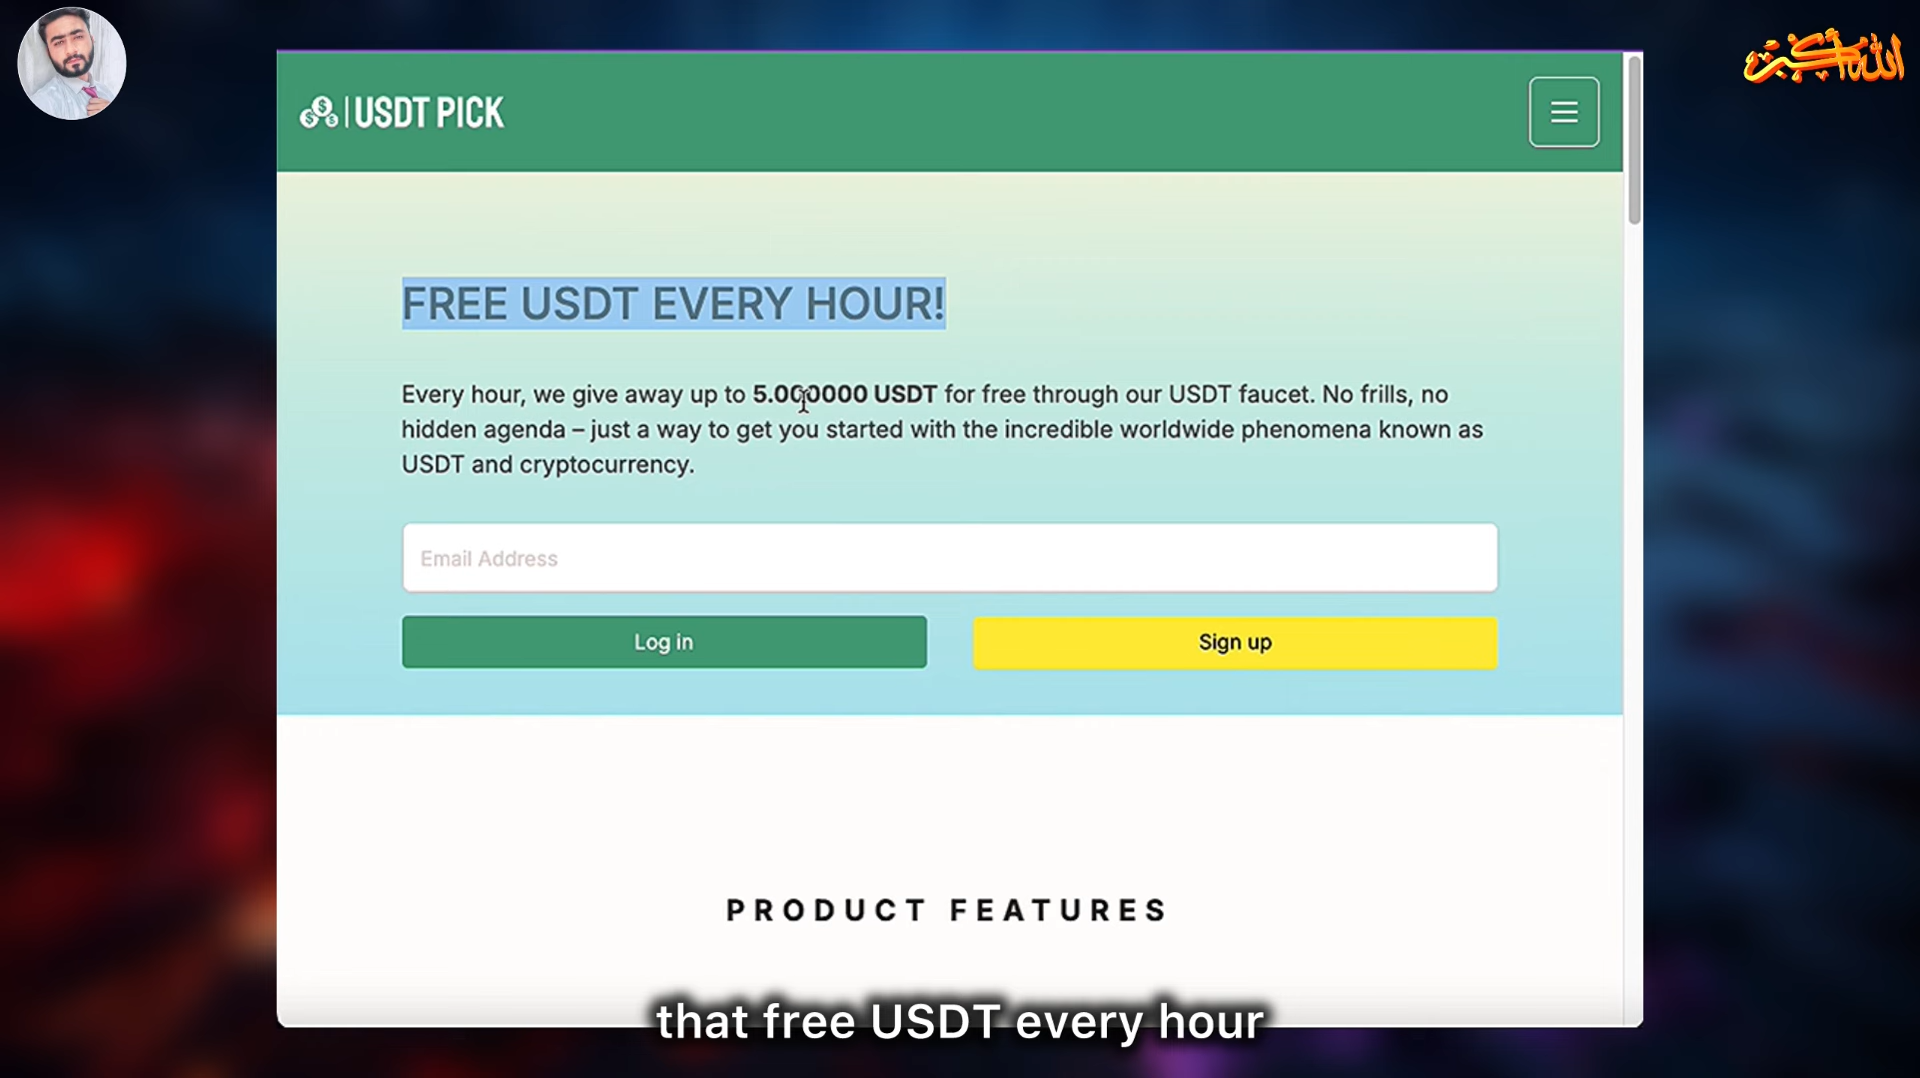 الله أكبر
USDT PICK
FREE USDT EVERY HOUR!
Every hour, we give away up to 5.000000 USDT for free through our USDT faucet. No frills, no
hidden agenda – just a way to get you started with the incredible worldwide phenomena known as
USDT and cryptocurrency.
Email Address
Log in
Sign up
PRODUCT FEATURES
that free USDT every hour